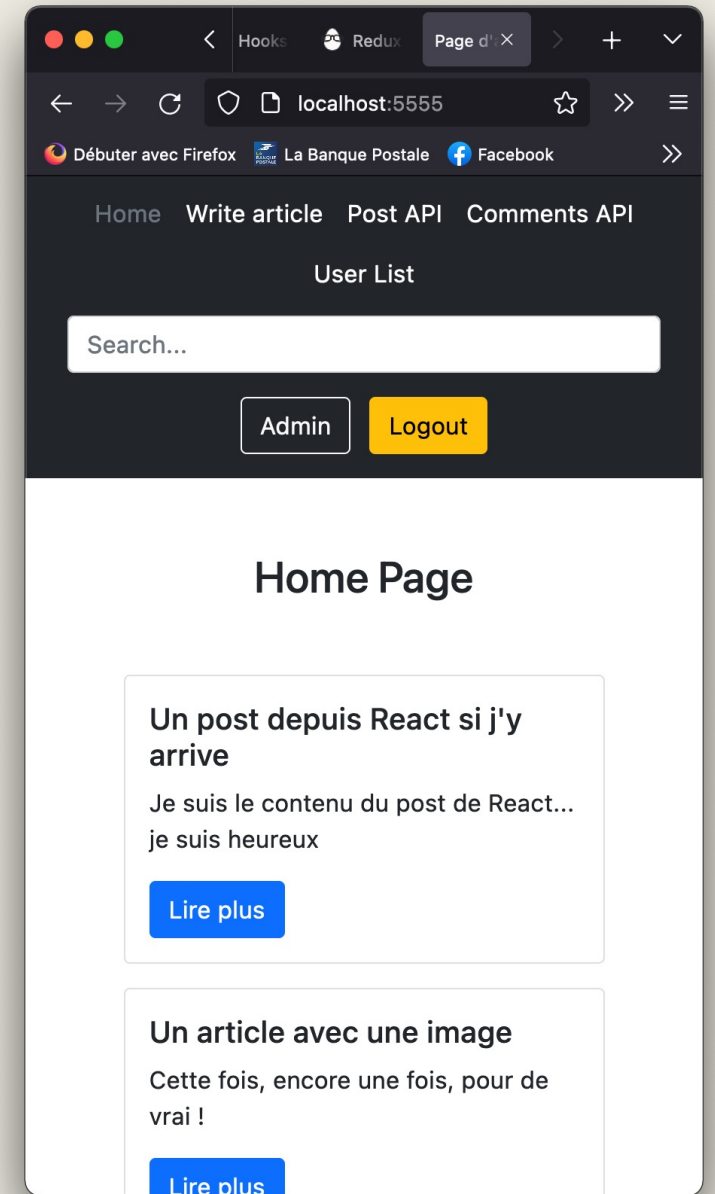 Hooks Redux Page d'a
localhost:5555
Débuter avec Firefox La Banque Postale Facebook
Home Write article Post API Comments API
User List
Search...
Admin Logout
Home Page
Un post depuis React si j'y
arrive
Je suis le contenu du post de React...
je suis heureux
Lire plus
Un article avec une image
Cette fois, encore une fois, pour de
vrai !
Lire plus